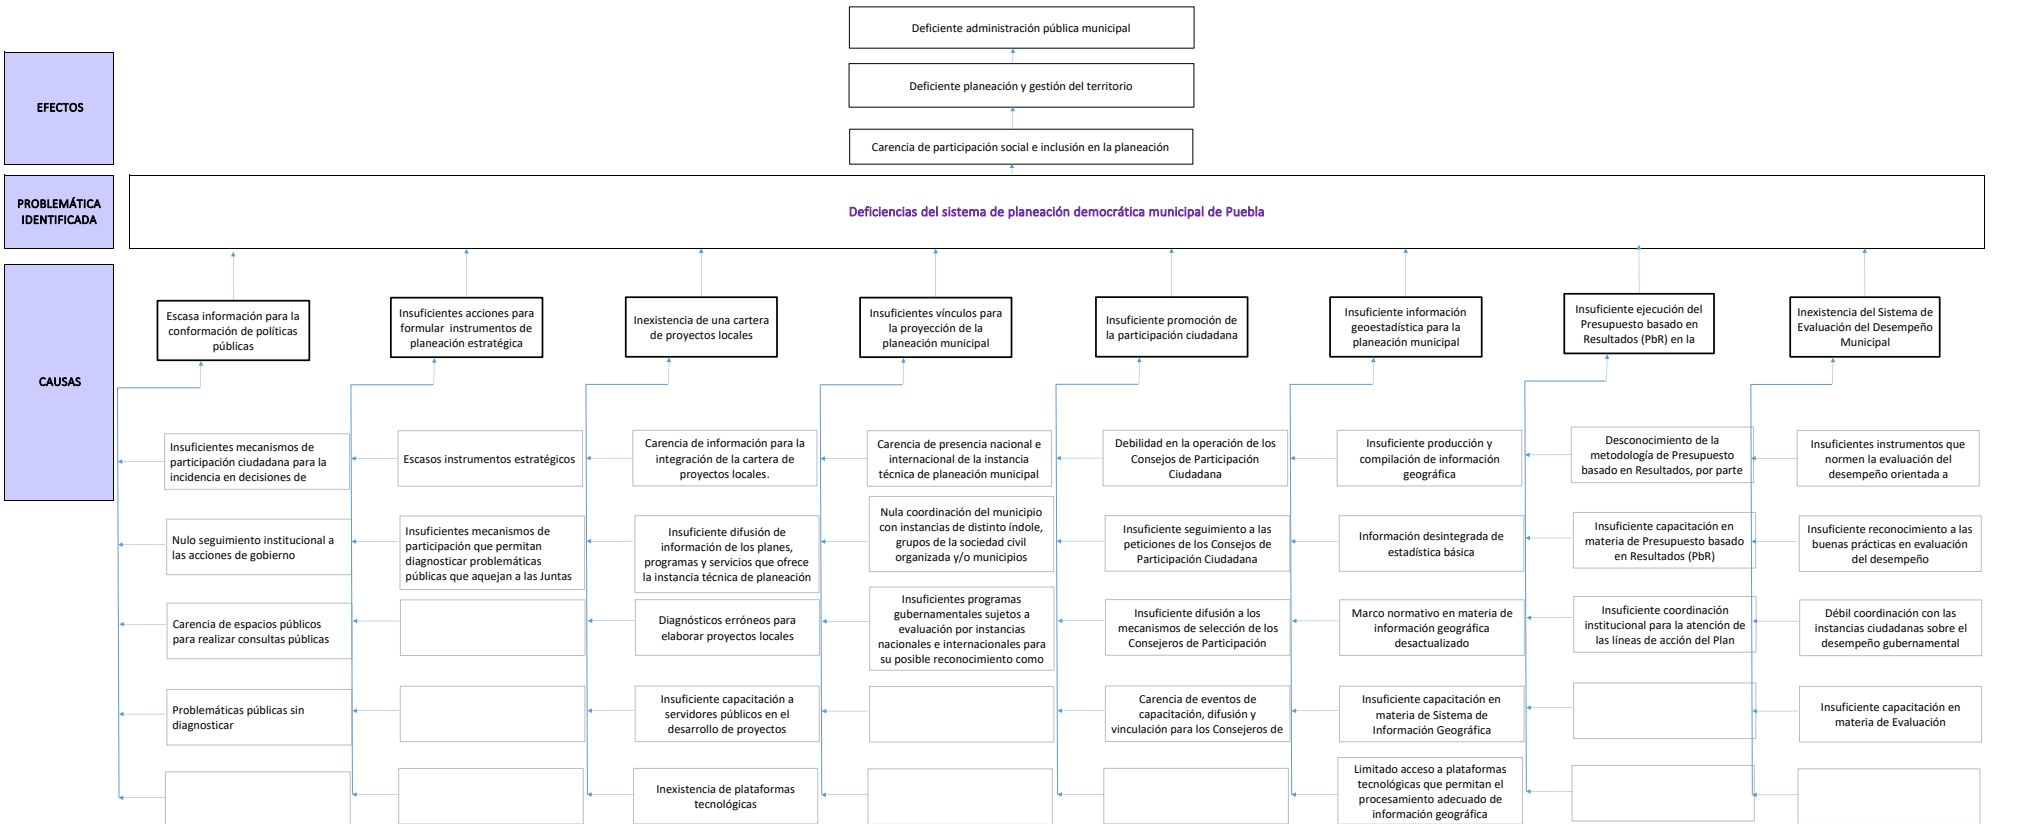 Deficiente administración pública municipal
Deficiente planeación y gestión del territorio
EFECTOS
Carencia de participación social e inclusión en la planeación
PROBLEMÁTICA
IDENTIFICADA
Deficiencias del sistema de planeación democrática municipal de Puebla
CAUSAS
Escasa información para la
conformación de políticas
públicas
Insuficientes acciones para
formular instrumentos de
planeación estratégica
Inexistencia de una cartera
de proyectos locales
Insuficientes vínculos para
la proyección de la
planeación municipal
Insuficiente promoción de
la participación ciudadana
Insuficiente información
geoestadística para la
planeación municipal
Insuficiente ejecución del
Presupuesto basado en
Resultados (PbR) en la
Inexistencia del Sistema de
Evaluación del Desempeño
Municipal
Insuficientes mecanismos de
participación ciudadana para la
incidencia en decisiones de
Escasos instrumentos estratégicos
Carencia de información para la
integración de la cartera de
proyectos locales.
Carencia de presencia nacional e
internacional de la instancia
técnica de planeación municipal
Debilidad en la operación de los
Consejos de Participación
Ciudadana
Insuficiente producción y
compilación de información
geográfica
Desconocimiento de la
metodología de Presupuesto
basado en Resultados, por parte
Insuficientes instrumentos que
normen la evaluación del
desempeño orientada a
Nulo seguimiento institucional a
las acciones de gobierno
Insuficientes mecanismos de
participación que permitan
diagnosticar problemáticas
públicas que aquejan a las Juntas
Insuficiente difusión de
información de los planes,
programas y servicios que ofrece
la instancia técnica de planeación
Nula coordinación del municipio
con instancias de distinto índole,
grupos de la sociedad civil
organizada y/o municipios
Insuficiente seguimiento a las
peticiones de los Consejos de
Participación Ciudadana
Información desintegrada de
estadística básica
Insuficiente capacitación en
materia de Presupuesto basado
en Resultados (PbR)
Insuficiente reconocimiento a las
buenas prácticas en evaluación
del desempeño
Carencia de espacios públicos
para realizar consultas públicas
Diagnósticos erróneos para
elaborar proyectos locales
Insuficientes programas
gubernamentales sujetos a
evaluación por instancias
nacionales e internacionales para
su posible reconocimiento como
Insuficiente difusión a los
mecanismos de selección de los
Consejeros de Participación
Marco normativo en materia de
información geográfica
desactualizado
Insuficiente coordinación
institucional para la atención de
las líneas de acción del Plan
Débil coordinación con las
instancias ciudadanas sobre el
desempeño gubernamental
Problemáticas públicas sin
diagnosticar
Insuficiente capacitación a
servidores públicos en el
desarrollo de proyectos
Carencia de eventos de
capacitación, difusión y
vinculación para los Consejeros de
Insuficiente capacitación en
materia de Sistema de
Información Geográfica
Insuficiente capacitación en
materia de Evaluación
Inexistencia de plataformas
tecnológicas
Limitado acceso a plataformas
tecnológicas que permitan el
procesamiento adecuado de
información geográfica